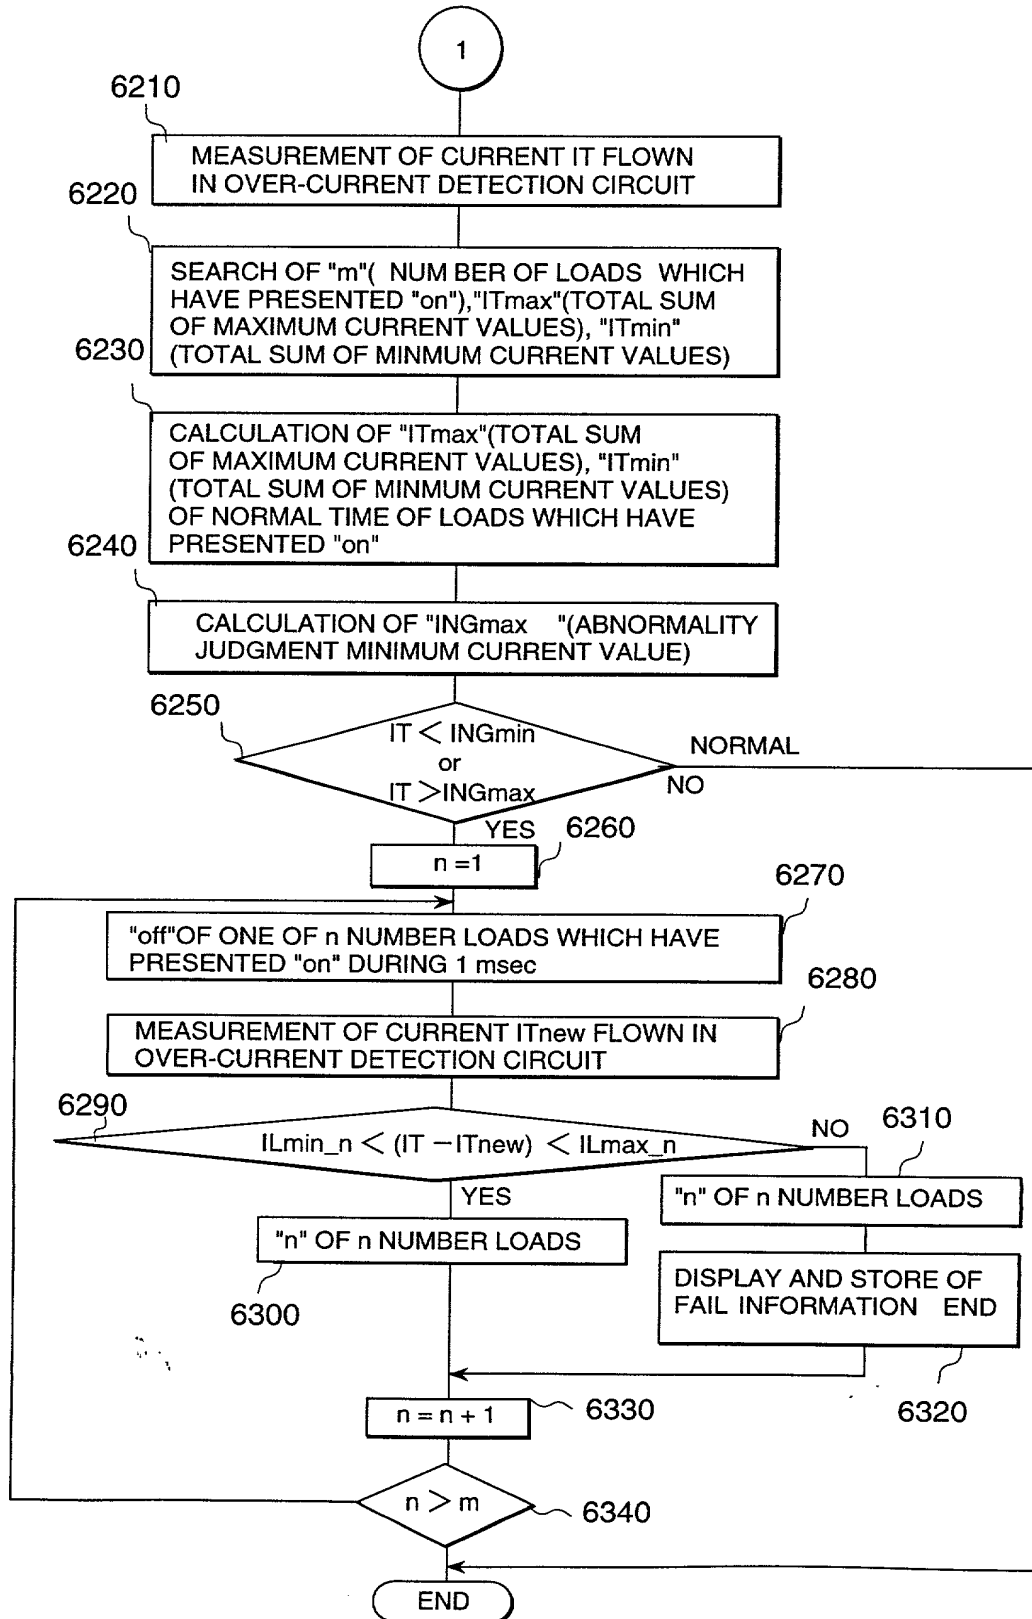 1
6210
MEASUREMENT OF CURRENT IT FLOWN
IN OVER-CURRENT DETECTION CIRCUIT
6220
SEARCH OF "m"( NUM BER OF LOADS WHICH
HAVE PRESENTED "on"),"ITmax"(TOTAL SUM
OF MAXIMUM CURRENT VALUES), "ITmin"
(TOTAL SUM OF MINMUM CURRENT VALUES)
6230
CALCULATION OF "ITmax"(TOTAL SUM
OF MAXIMUM CURRENT VALUES), "ITmin"
(TOTAL SUM OF MINMUM CURRENT VALUES)
OF NORMAL TIME OF LOADS WHICH HAVE
PRESENTED "on"
6240
CALCULATION OF "INGmax "(ABNORMALITY
JUDGMENT MINIMUM CURRENT VALUE)
6250
IT < INGmin
or
IT >INGmax
NORMAL
NO
YES
6260
n =1
6270
"off"OF ONE OF n NUMBER LOADS WHICH HAVE
PRESENTED "on" DURING 1 msec
6280
MEASUREMENT OF CURRENT ITnew FLOWN IN
OVER-CURRENT DETECTION CIRCUIT
6290
ILmin_n < (IT −ITnew) < ILmax_n
NO
6310
YES
"n" OF n NUMBER LOADS
"n" OF n NUMBER LOADS
6300
DISPLAY AND STORE OF
FAIL INFORMATION END
6320
n = n + 1
6330
n > m
6340
END